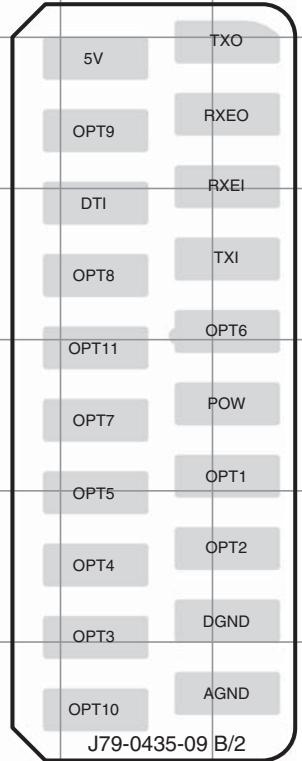 TXO
5V
RXEO
OPT9
RXEI
DTI
TXI
OPT8
OPT6
OPT11
POW
OPT7
OPT1
OPT5
OPT2
OPT4
DGND
OPT3
AGND
OPT10
J79-0435-09 B/2